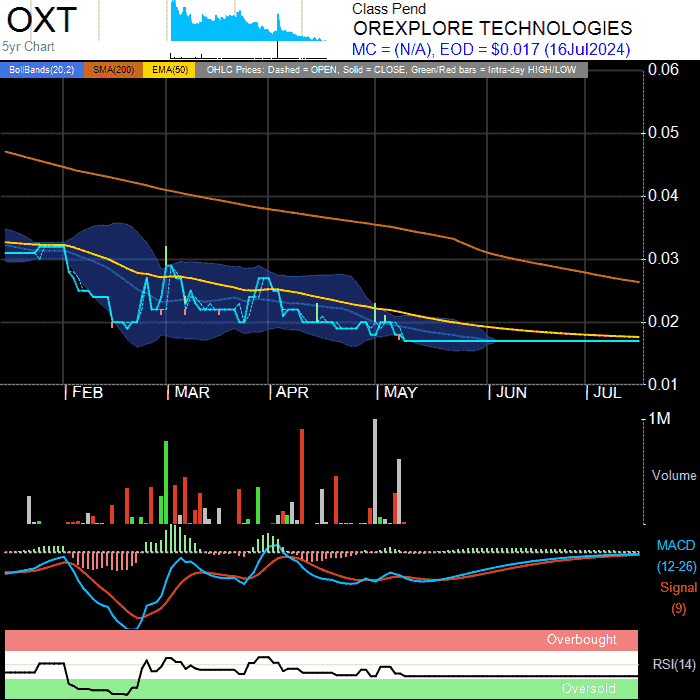 OXT
5yr Chart
Class Pend
OREXPLORE TECHNOLOGIES
MC = (N/A), EOD = $0.017 (16Jul2024)
BollBands(20,2) SMA(200) EMA(50) OHLC Prices: Dashed = OPEN, Solid = CLOSE, Green/Red bars = Intra-day HIGH/LOW
0.06
0.05
0.04
0.03
0.02
0.01
FEB MAR APR MAY JUN JUL
1M
Volume
MACD
(12-26)
Signal
(9)
Overbought
RSI(14)
Oversold